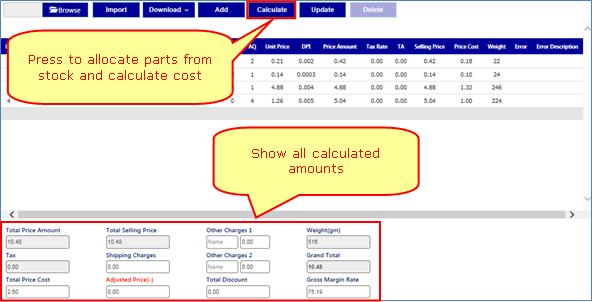 Browse Import Download Add Calculate Update Delete
AQ Unit Price DPI Price Amount Tax Rate TA Selling Price Price Cost Weight Error Error Description
Press to allocate parts from
stock and calculate cost
2 0.21 0.002 0.42 0.00 0.00 0.42 0.18 22
1 0.14 0.0003 0.14 0.00 0.00 0.14 0.10 24
1 4.88 0.004 4.88 0.00 0.00 4.88 1.32 246
4 4 1.26 0.005 5.04 0.00 0.00 5.04 1.00 224
Show all calculated
amounts
Total Price Amount Total Selling Price Other Charges 1 Weight(gm)
10.48 10.48 Name 0.00 516
Tax Shipping Charges Other Charges 2 Grand Total
0.00 0.00 Name 0.00 10.48
Total Price Cost Adjusted Price(-) Total Discount Gross Margin Rate
2.60 0.00 0.00 75.19